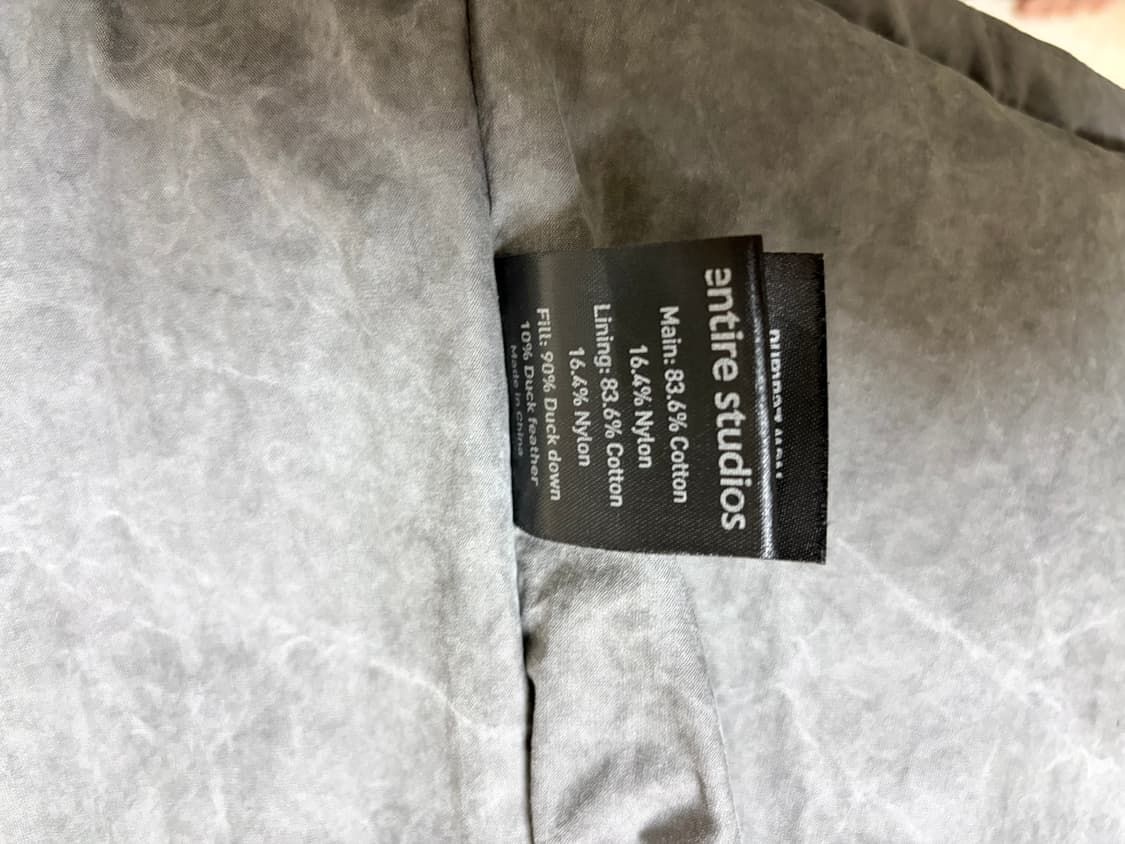 entire studios
Main: 83.6% Cotton
16.4% Nylon
Lining: 83.6% Cotton
16.4% Nylon
Fill: 90% Duck down
10% Duck feather
Made in China